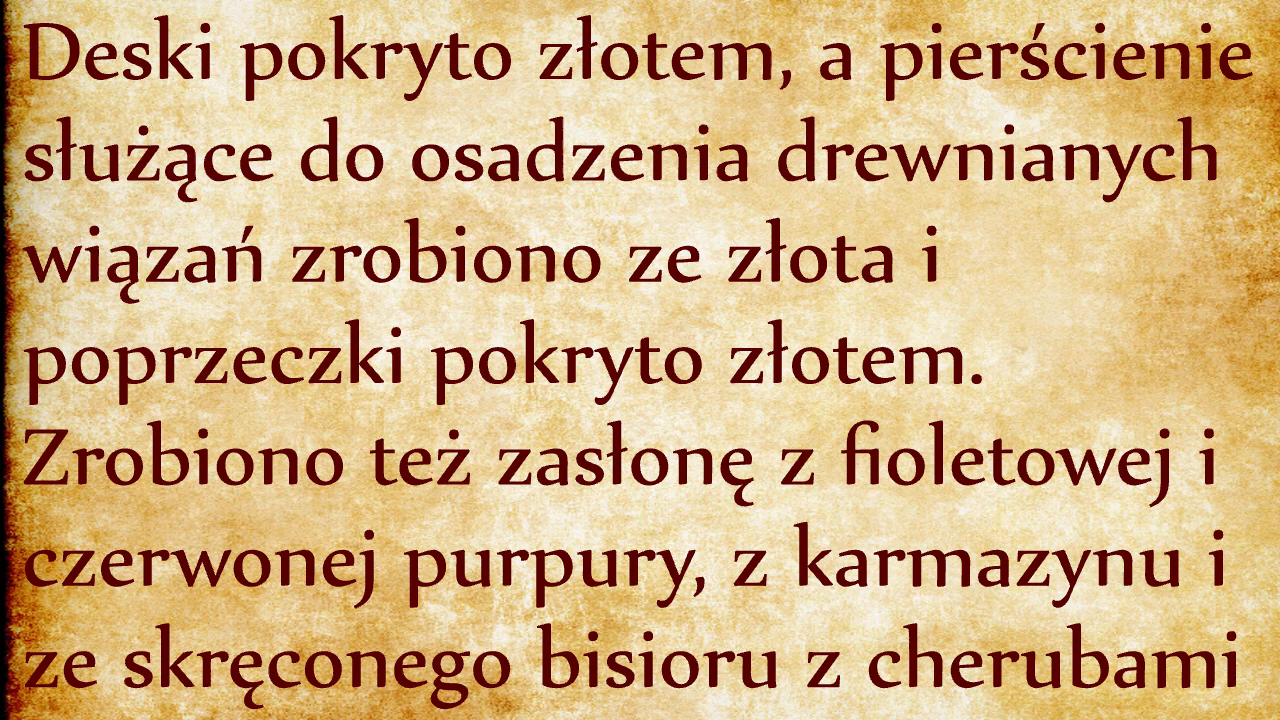 Deski pokryto złotem, a pierścienie
służące do osadzenia drewnianych
wiązań zrobiono ze złota i
poprzeczki pokryto złotem.
Zrobiono też zasłonę z fioletowej i
czerwonej purpury, z karmazynu i
ze skręconego bisioru z cherubami